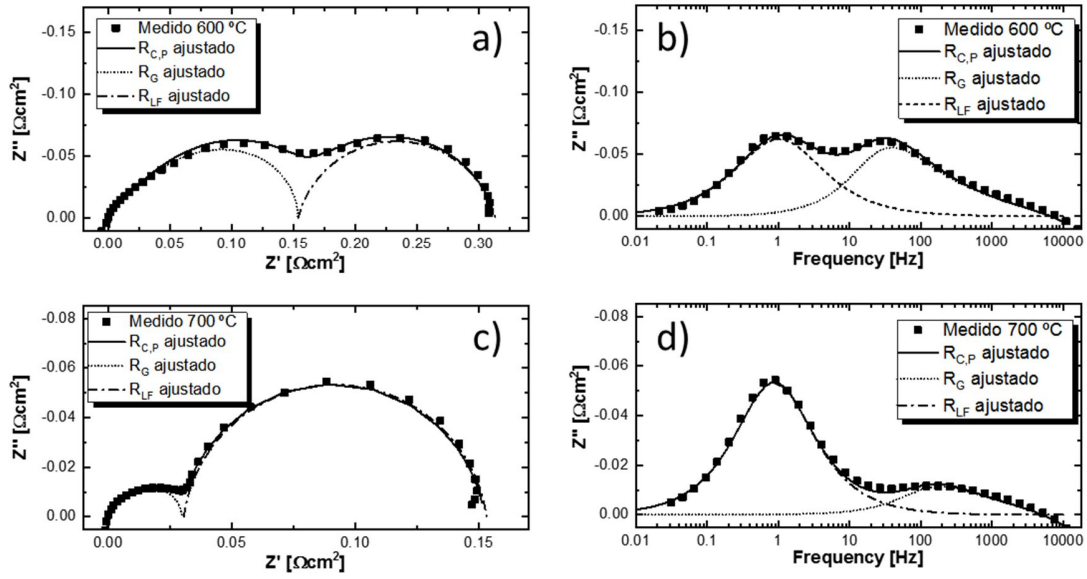 a)
Medido 600 ºC
R_C,P ajustado
R_G ajustado
R_LF ajustado
Z'' [Ωcm²]
-0.15
-0.10
-0.05
0.00
0.00 0.05 0.10 0.15 0.20 0.25 0.30
Z' [Ωcm²]
b)
Medido 600 ºC
R_C,P ajustado
R_G ajustado
R_LF ajustado
Z'' [Ωcm²]
-0.15
-0.10
-0.05
0.00
0.01 0.1 1 10 100 1000 10000
Frequency [Hz]
c)
Medido 700 ºC
R_C,P ajustado
R_G ajustado
R_LF ajustado
Z'' [Ωcm²]
-0.08
-0.06
-0.04
-0.02
0.00
0.00 0.05 0.10 0.15
Z' [Ωcm²]
d)
Medido 700 ºC
R_C,P ajustado
R_G ajustado
R_LF ajustado
Z'' [Ωcm²]
-0.08
-0.06
-0.04
-0.02
0.00
0.01 0.1 1 10 100 1000 10000
Frequency [Hz]